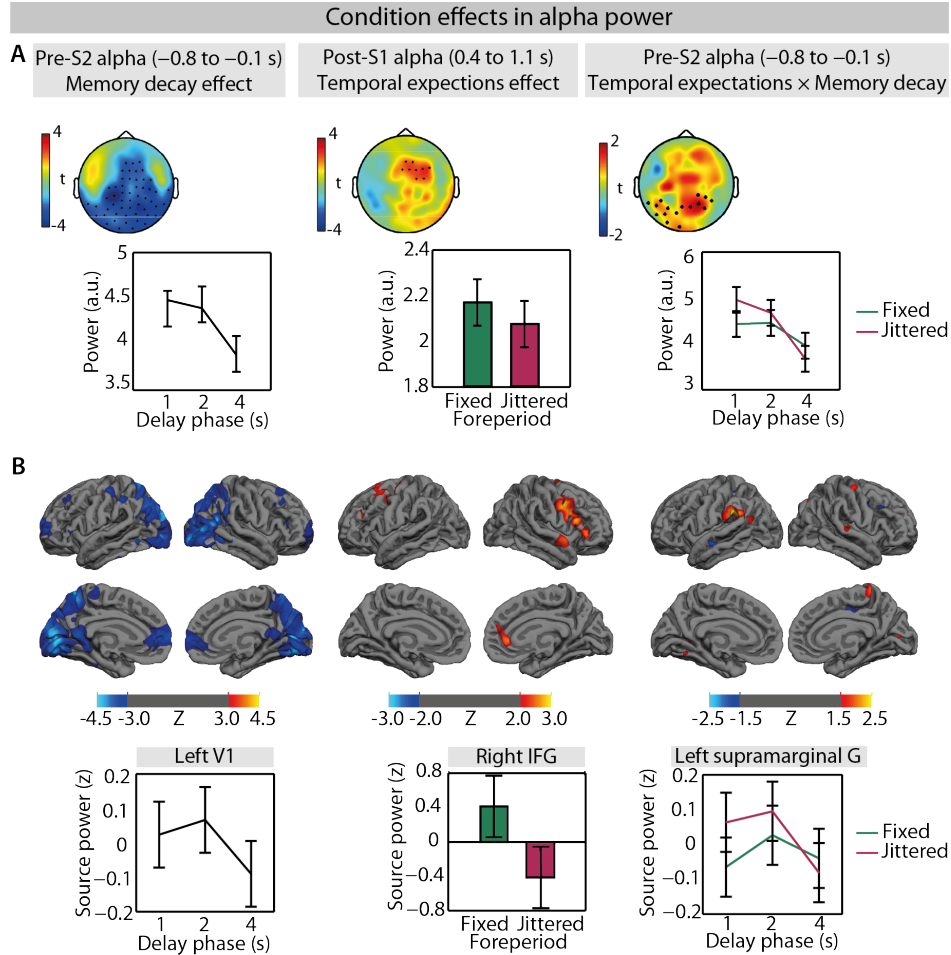 Condition effects in alpha power
A
Pre-S2 alpha (−0.8 to −0.1 s)
Memory decay effect
Post-S1 alpha (0.4 to 1.1 s)
Temporal expections effect
Pre-S2 alpha (−0.8 to −0.1 s)
Temporal expectations × Memory decay
4
t
-4
4
t
-4
2
t
-2
Power (a.u.)
5
4.5
4
3.5
1 2 4
Delay phase (s)
Power (a.u.)
2.4
2.2
2
1.8
Fixed Jittered
Foreperiod
Power (a.u.)
6
5
4
3
1 2 4
Delay phase (s)
Fixed
Jittered
B
-4.5 -3.0 Z 3.0 4.5
-3.0 -2.0 Z 2.0 3.0
-2.5 -1.5 Z 1.5 2.5
Left V1
Source power (z)
0.2
0.1
0
−0.1
−0.2
1 2 4
Delay phase (s)
Right IFG
Source power (z)
0.8
0.4
0
−0.4
−0.8
Fixed Jittered
Foreperiod
Left supramarginal G
Source power (z)
0.2
0.1
0
−0.1
−0.2
1 2 4
Delay phase (s)
Fixed
Jittered